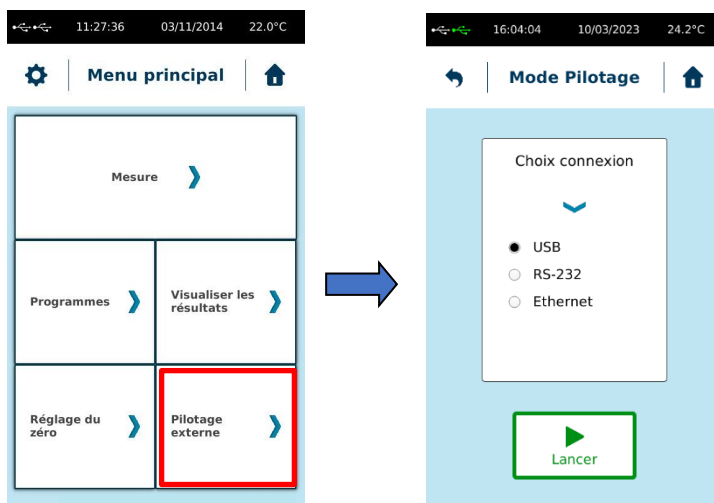 11:27:36 03/11/2014 22.0°C
Menu principal
Mesure
Programmes
Visualiser les
résultats
Réglage du
zéro
Pilotage
externe
16:04:04 10/03/2023 24.2°C
Mode Pilotage
Choix connexion
USB
RS-232
Ethernet
Lancer